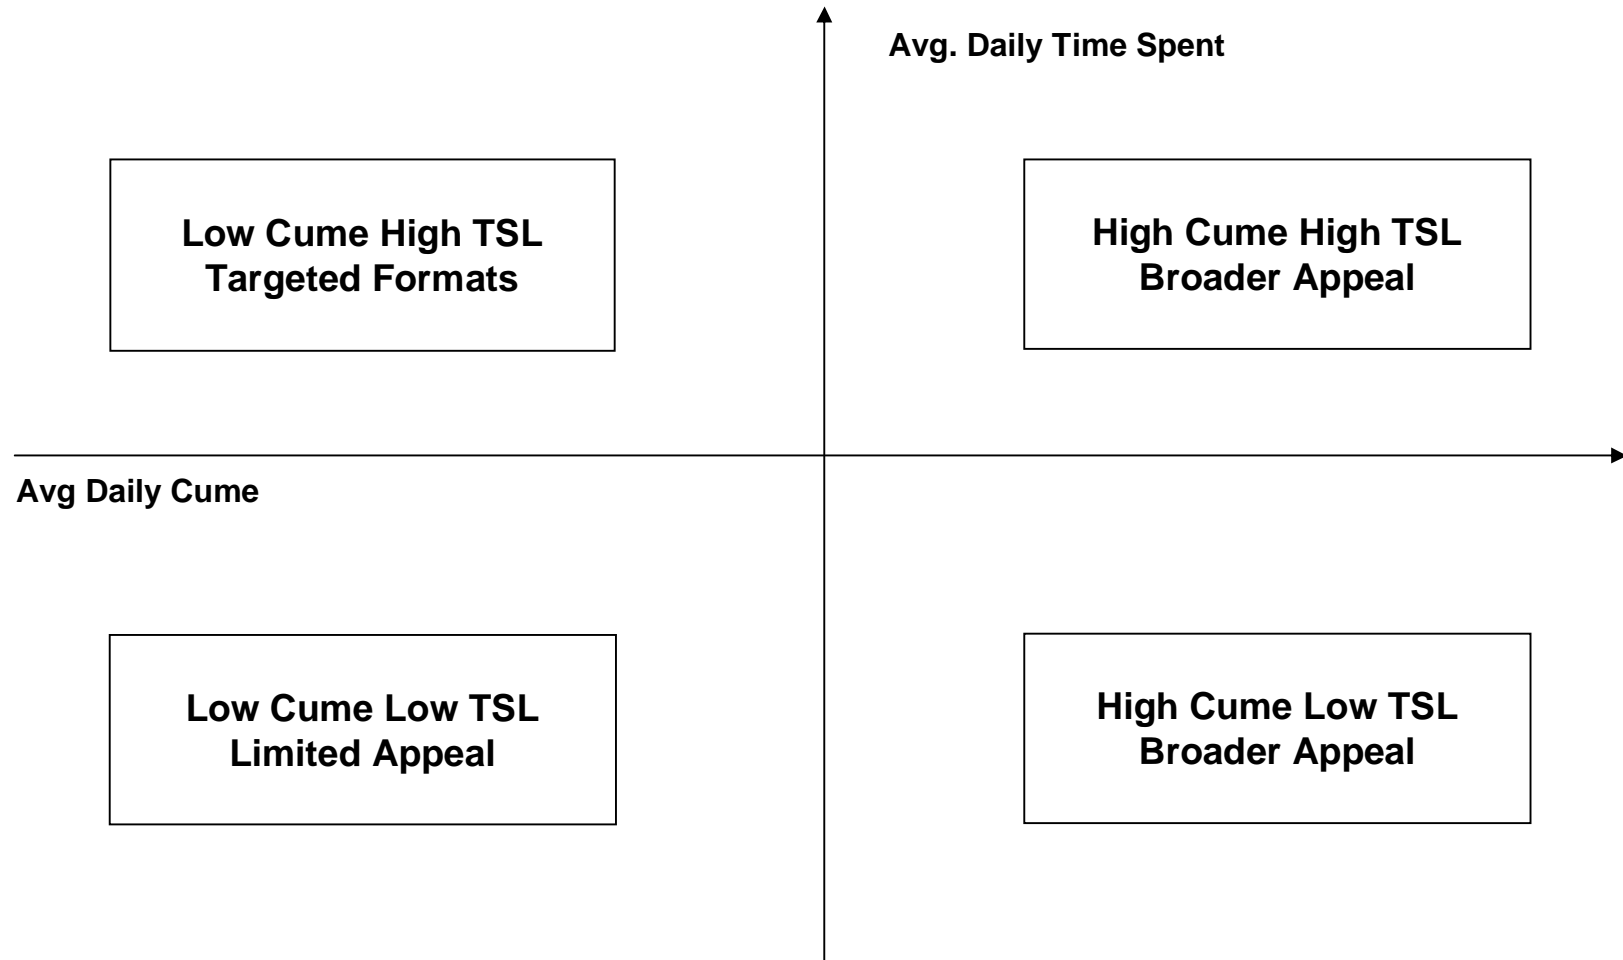 Avg. Daily Time Spent
Low Cume High TSL
Targeted Formats
High Cume High TSL
Broader Appeal
Avg Daily Cume
Low Cume Low TSL
Limited Appeal
High Cume Low TSL
Broader Appeal